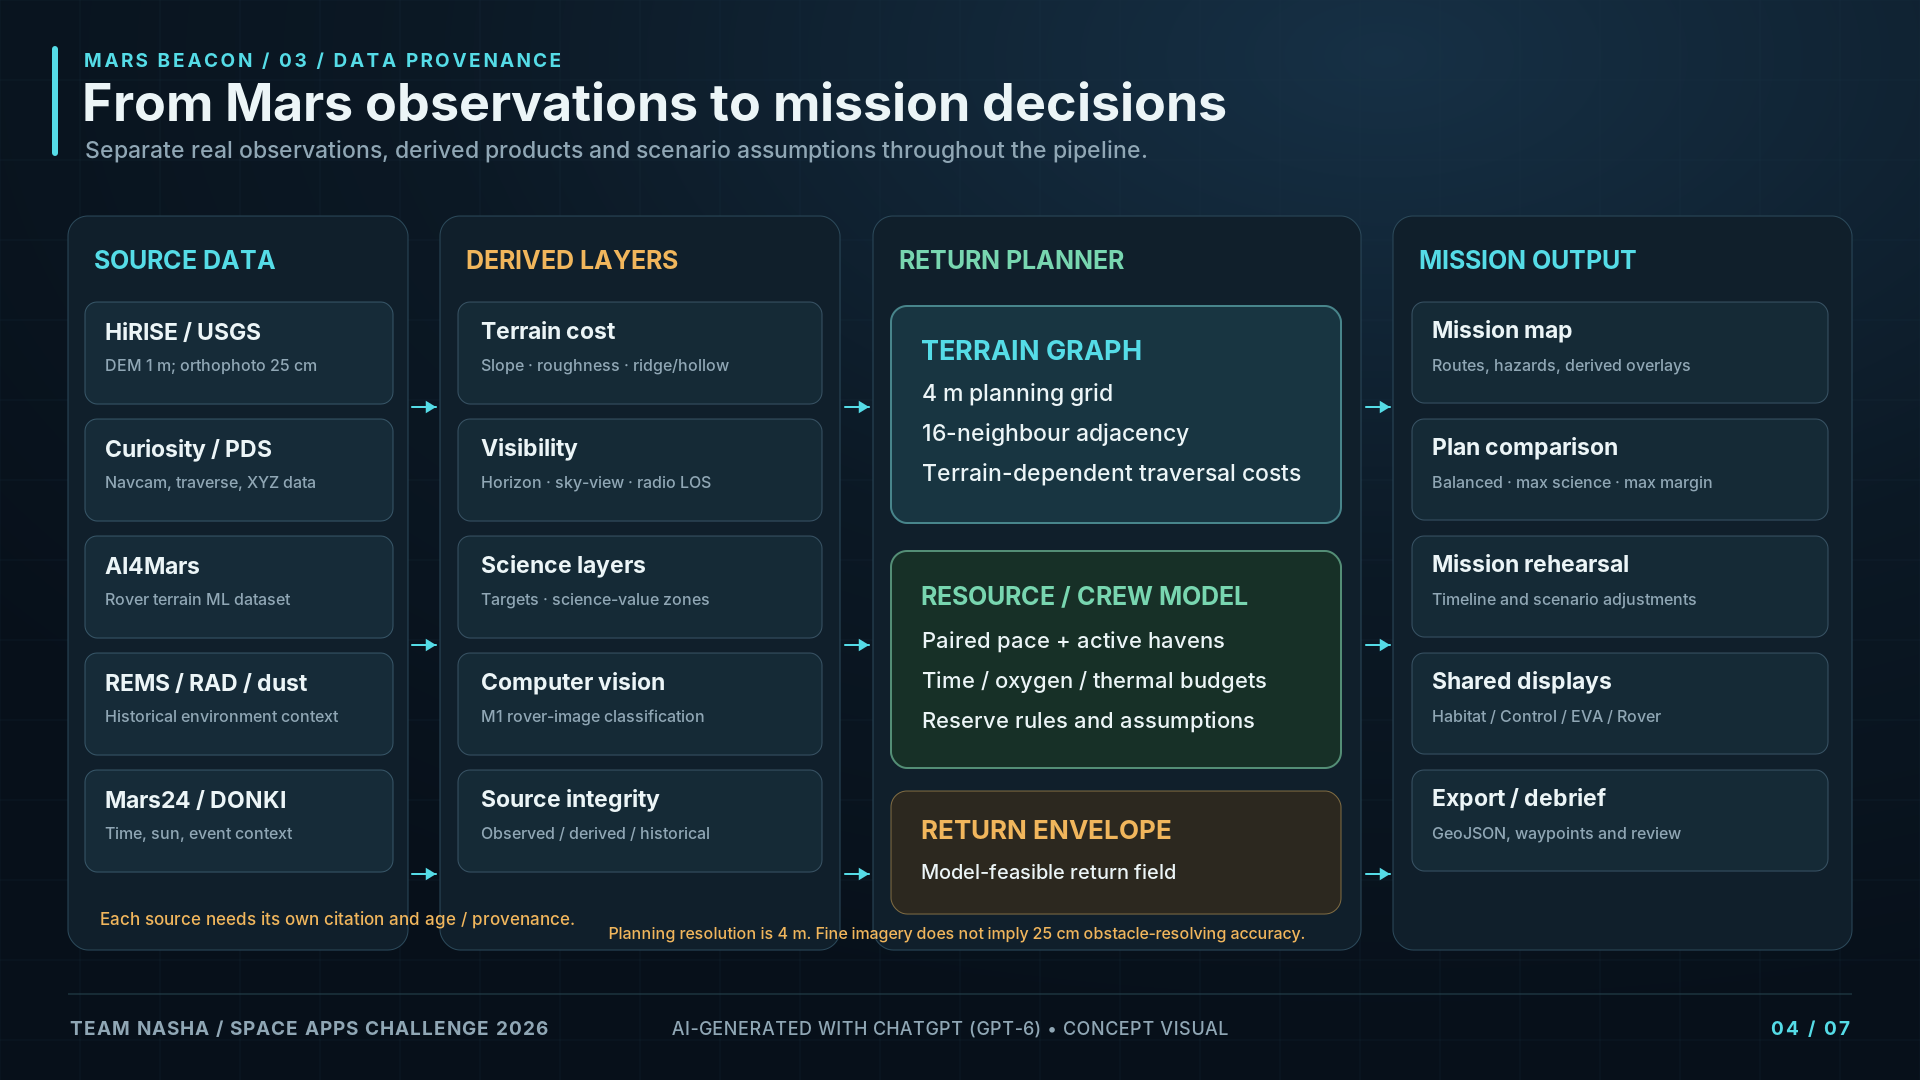 MARS BEACON / 03 / DATA PROVENANCE
From Mars observations to mission decisions
Separate real observations, derived products and scenario assumptions throughout the pipeline.
SOURCE DATA
HiRISE / USGS
DEM 1 m; orthophoto 25 cm
Curiosity / PDS
Navcam, traverse, XYZ data
AI4Mars
Rover terrain ML dataset
REMS / RAD / dust
Historical environment context
Mars24 / DONKI
Time, sun, event context
Each source needs its own citation and age / provenance.
DERIVED LAYERS
Terrain cost
Slope · roughness · ridge/hollow
Visibility
Horizon · sky-view · radio LOS
Science layers
Targets · science-value zones
Computer vision
M1 rover-image classification
Source integrity
Observed / derived / historical
RETURN PLANNER
TERRAIN GRAPH
4 m planning grid
16-neighbour adjacency
Terrain-dependent traversal costs
RESOURCE / CREW MODEL
Paired pace + active havens
Time / oxygen / thermal budgets
Reserve rules and assumptions
RETURN ENVELOPE
Model-feasible return field
Planning resolution is 4 m. Fine imagery does not imply 25 cm obstacle-resolving accuracy.
MISSION OUTPUT
Mission map
Routes, hazards, derived overlays
Plan comparison
Balanced · max science · max margin
Mission rehearsal
Timeline and scenario adjustments
Shared displays
Habitat / Control / EVA / Rover
Export / debrief
GeoJSON, waypoints and review
TEAM NASHA / SPACE APPS CHALLENGE 2026
AI-GENERATED WITH CHATGPT (GPT-6) • CONCEPT VISUAL
04 / 07